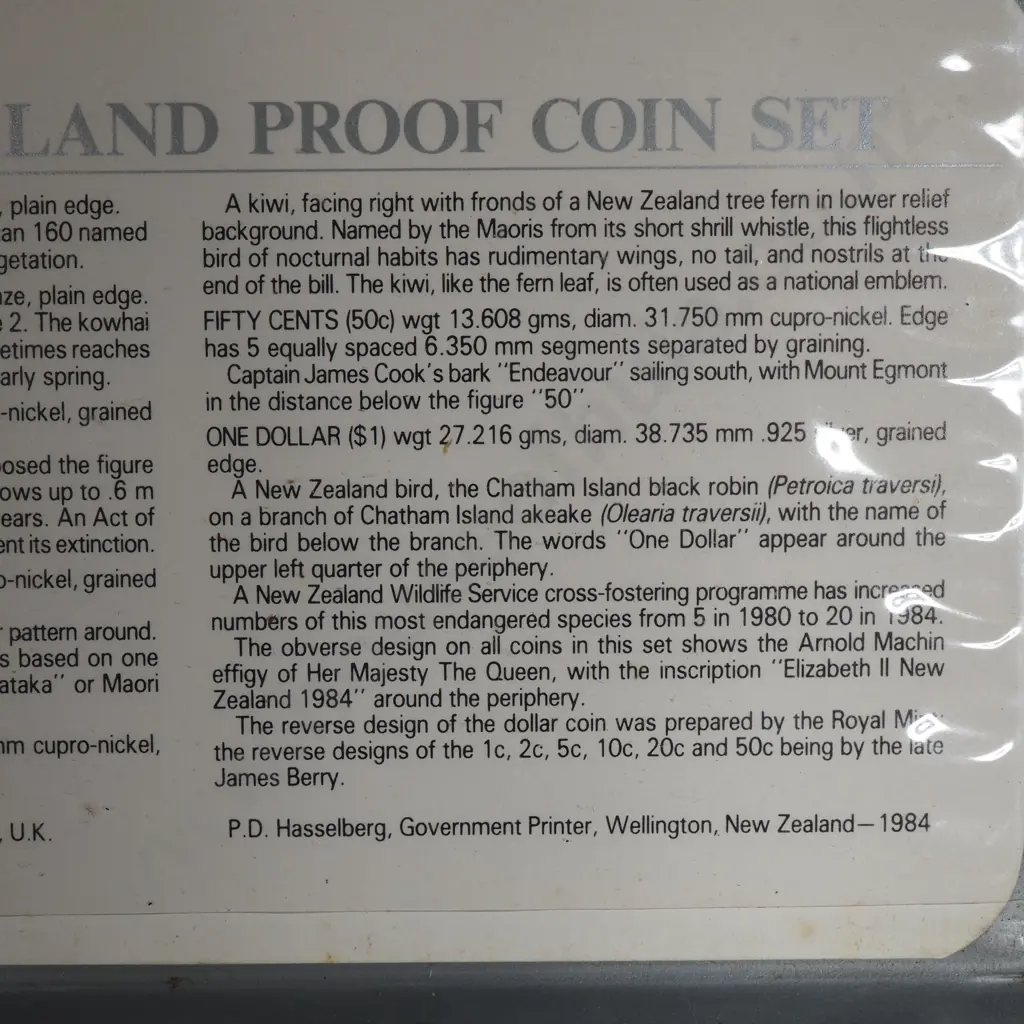 LAND PROOF COIN SET
, plain edge.
an 160 named
getation.
ze, plain edge.
2. The kowhai
etimes reaches
arly spring.
-nickel, grained
osed the figure
ows up to .6 m
ears. An Act of
ent its extinction.
o-nickel, grained
pattern around.
s based on one
ataka" or Maori
mm cupro-nickel,
, U.K.
A kiwi, facing right with fronds of a New Zealand tree fern in lower relief
background. Named by the Maoris from its short shrill whistle, this flightless
bird of nocturnal habits has rudimentary wings, no tail, and nostrils at the
end of the bill. The kiwi, like the fern leaf, is often used as a national emblem.
FIFTY CENTS (50c) wgt 13.608 gms, diam. 31.750 mm cupro-nickel. Edge
has 5 equally spaced 6.350 mm segments separated by graining.
Captain James Cook's bark "Endeavour" sailing south, with Mount Egmont
in the distance below the figure "50".
ONE DOLLAR ($1) wgt 27.216 gms, diam. 38.735 mm .925 silver, grained
edge.
A New Zealand bird, the Chatham Island black robin (Petroica traversi),
on a branch of Chatham Island akeake (Olearia traversii), with the name of
the bird below the branch. The words "One Dollar" appear around the
upper left quarter of the periphery.
A New Zealand Wildlife Service cross-fostering programme has increased
numbers of this most endangered species from 5 in 1980 to 20 in 1984.
The obverse design on all coins in this set shows the Arnold Machin
effigy of Her Majesty The Queen, with the inscription "Elizabeth II New
Zealand 1984" around the periphery.
The reverse design of the dollar coin was prepared by the Royal Mint
the reverse designs of the 1c, 2c, 5c, 10c, 20c and 50c being by the late
James Berry.
P.D. Hasselberg, Government Printer, Wellington, New Zealand—1984